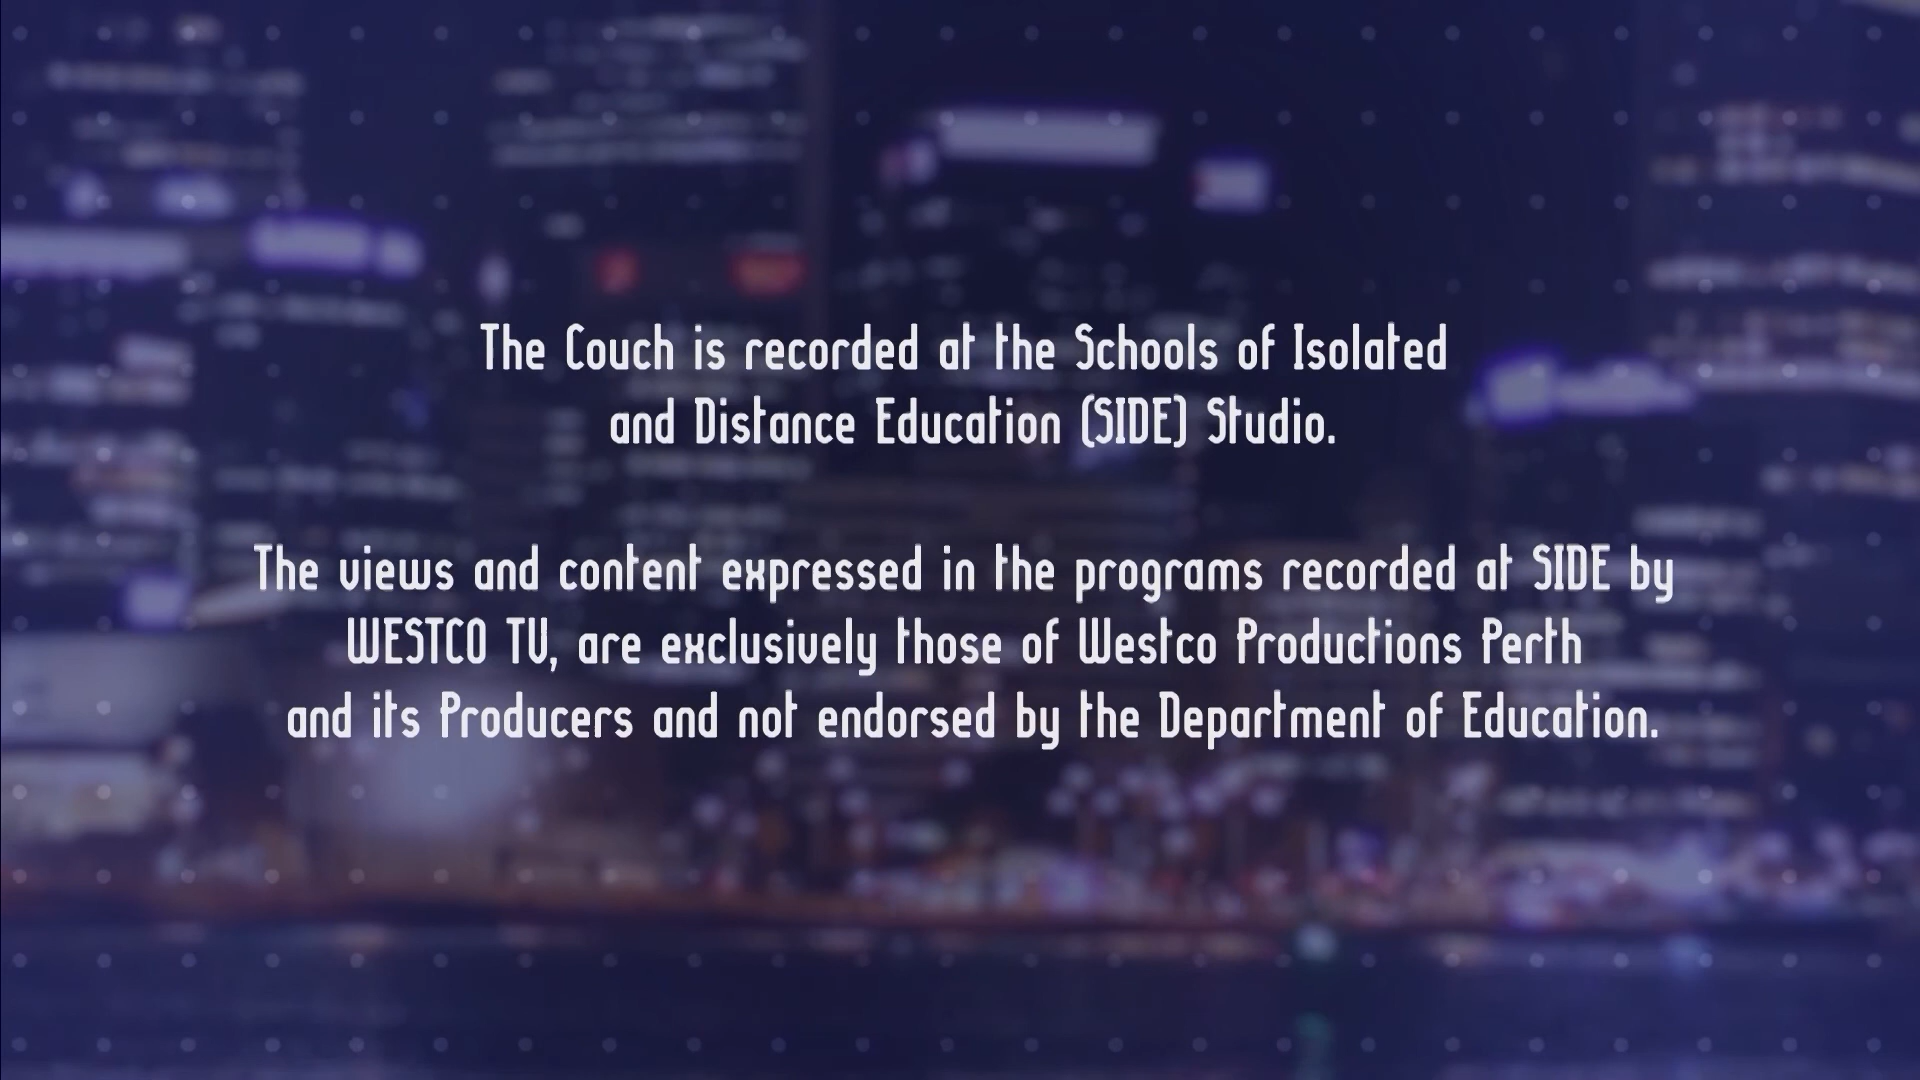 The Couch is recorded at the Schools of Isolated
and Distance Education (SIDE) Studio.
The views and content expressed in the programs recorded at SIDE by
WESTCO TV, are exclusively those of Westco Productions Perth
and its Producers and not endorsed by the Department of Education.